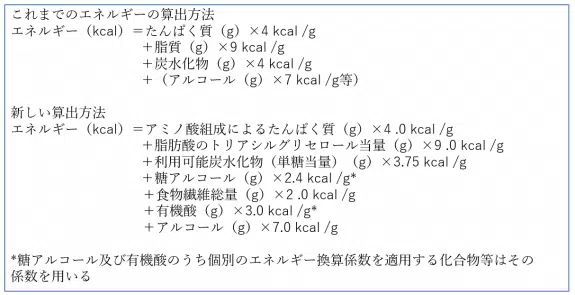 これまでのエネルギーの算出方法
エネルギー（kcal）＝たんぱく質（g）×4 kcal /g
＋脂質（g）×9 kcal /g
＋炭水化物（g）×4 kcal /g
＋（アルコール（g）×7 kcal /g等）
新しい算出方法
エネルギー（kcal）＝アミノ酸組成によるたんぱく質（g）×4 .0 kcal /g
＋脂肪酸のトリアシルグリセロール当量（g）×9.0 kcal /g
＋利用可能炭水化物（単糖当量）（g）×3.75 kcal /g
＋糖アルコール（g）×2.4 kcal /g*
＋食物繊維総量（g）×2 .0 kcal /g
＋有機酸（g）×3.0 kcal /g*
＋アルコール（g）×7.0 kcal /g
*糖アルコール及び有機酸のうち個別のエネルギー換算係数を適用する化合物等はその
係数を用いる